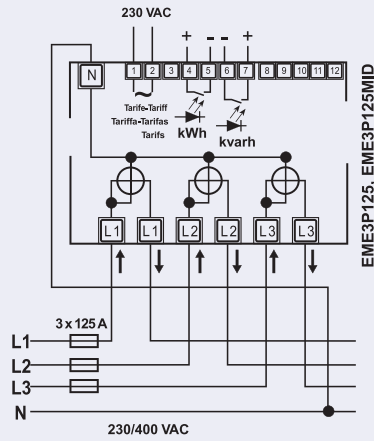 230 VAC
+ - - +
N
1 2 3 4 5 6 7 8 9 10 11 12
~
Tarife-Tariff
Tariffa-Tarifas
Tarifs
kWh
kvarh
EME3P125. EME3P125MID
L1 L1 L2 L2 L3 L3
3 x 125 A
L1
L2
L3
N
230/400 VAC